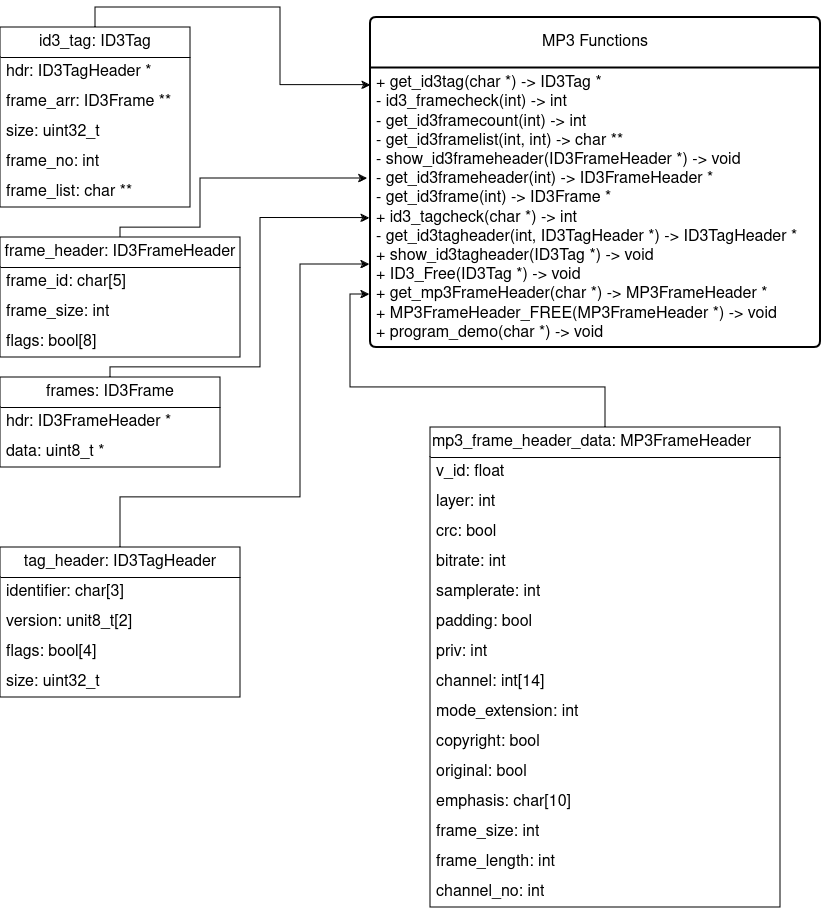 id3_tag: ID3Tag
hdr: ID3TagHeader *
frame_arr: ID3Frame **
size: uint32_t
frame_no: int
frame_list: char **
MP3 Functions
+ get_id3tag(char *) -> ID3Tag *
- id3_framecheck(int) -> int
- get_id3framecount(int) -> int
- get_id3framelist(int, int) -> char **
- show_id3frameheader(ID3FrameHeader *) -> void
- get_id3frameheader(int) -> ID3FrameHeader *
- get_id3frame(int) -> ID3Frame *
+ id3_tagcheck(char *) -> int
- get_id3tagheader(int, ID3TagHeader *) -> ID3TagHeader *
+ show_id3tagheader(ID3Tag *) -> void
+ ID3_Free(ID3Tag *) -> void
+ get_mp3FrameHeader(char *) -> MP3FrameHeader *
+ MP3FrameHeader_FREE(MP3FrameHeader *) -> void
+ program_demo(char *) -> void
frame_header: ID3FrameHeader
frame_id: char[5]
frame_size: int
flags: bool[8]
frames: ID3Frame
hdr: ID3FrameHeader *
data: uint8_t *
tag_header: ID3TagHeader
identifier: char[3]
version: unit8_t[2]
flags: bool[4]
size: uint32_t
mp3_frame_header_data: MP3FrameHeader
v_id: float
layer: int
crc: bool
bitrate: int
samplerate: int
padding: bool
priv: int
channel: int[14]
mode_extension: int
copyright: bool
original: bool
emphasis: char[10]
frame_size: int
frame_length: int
channel_no: int